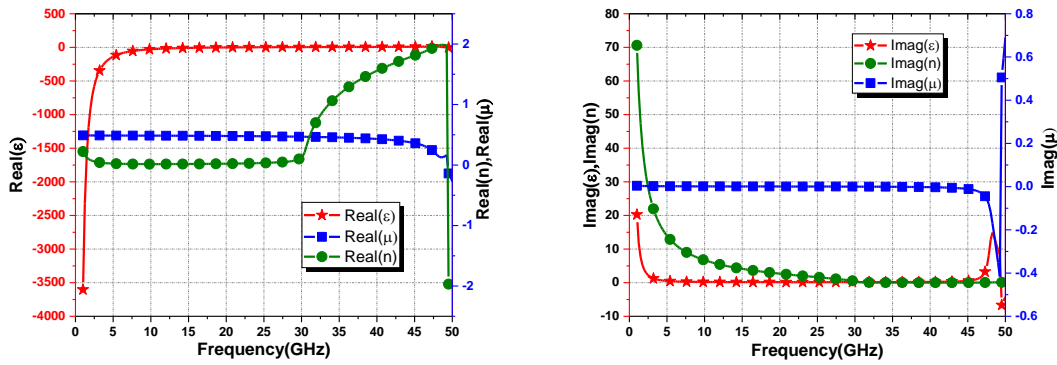 500
0
-500
-1000
-1500
-2000
-2500
-3000
-3500
-4000
Real(ε)
2
1
0
-1
-2
Real(n),Real(μ)
Real(ε)
Real(μ)
Real(n)
0 5 10 15 20 25 30 35 40 45 50
Frequency(GHz)
80
70
60
50
40
30
20
10
0
-10
Imag(ε),Imag(n)
0.8
0.6
0.4
0.2
0.0
-0.2
-0.4
-0.6
Imag(μ)
Imag(ε)
Imag(n)
Imag(μ)
0 5 10 15 20 25 30 35 40 45 50
Frequency(GHz)